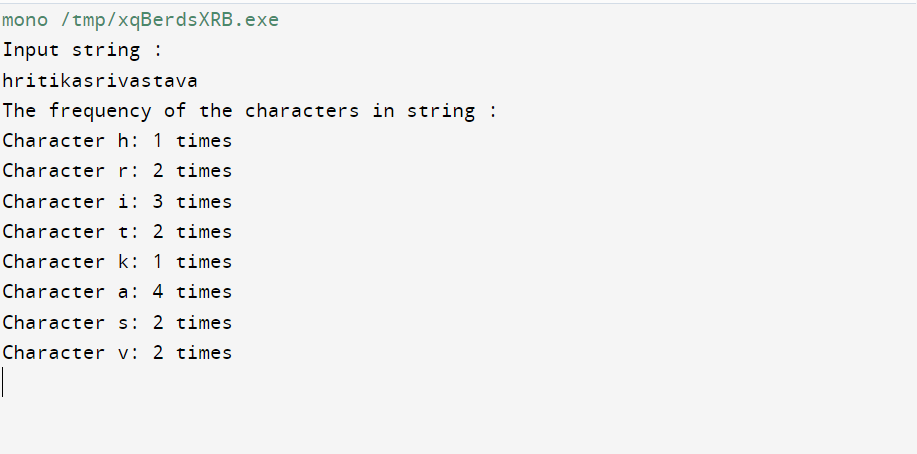 mono /tmp/xqBerdsXRB.exe
Input string :
hritikasrivastava
The frequency of the characters in string :
Character h: 1 times
Character r: 2 times
Character i: 3 times
Character t: 2 times
Character k: 1 times
Character a: 4 times
Character s: 2 times
Character v: 2 times